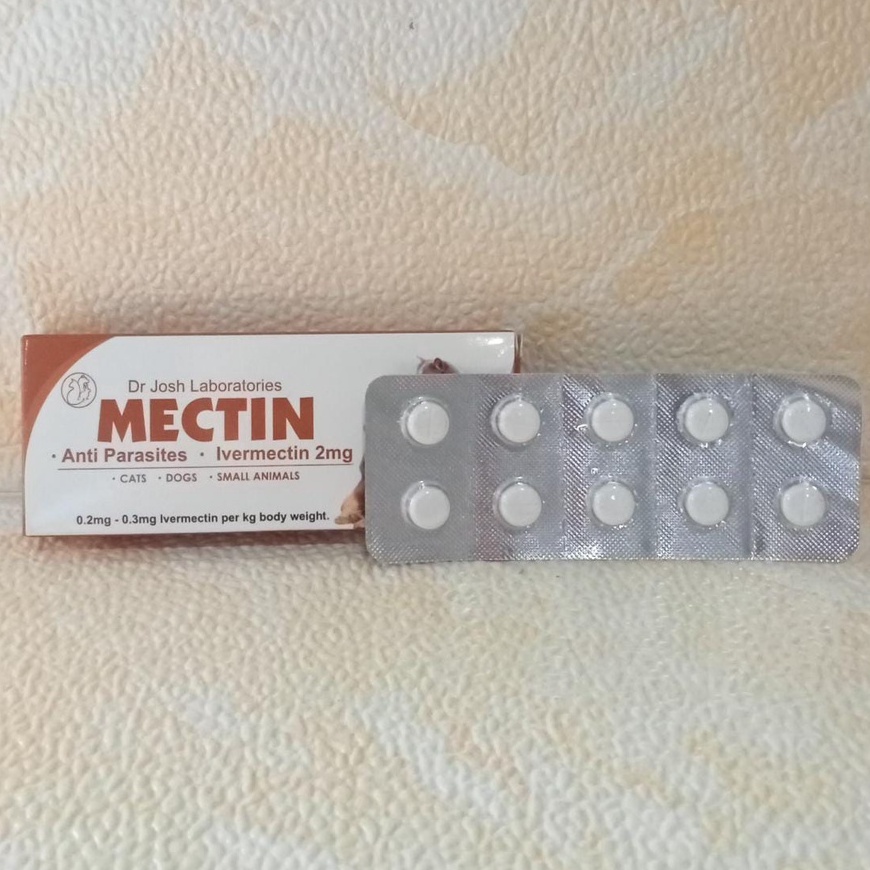 Dr Josh Laboratories
MECTIN
· Anti Parasites · Ivermectin 2mg
· CATS · DOGS · SMALL ANIMALS
0.2mg - 0.3mg Ivermectin per kg body weight.